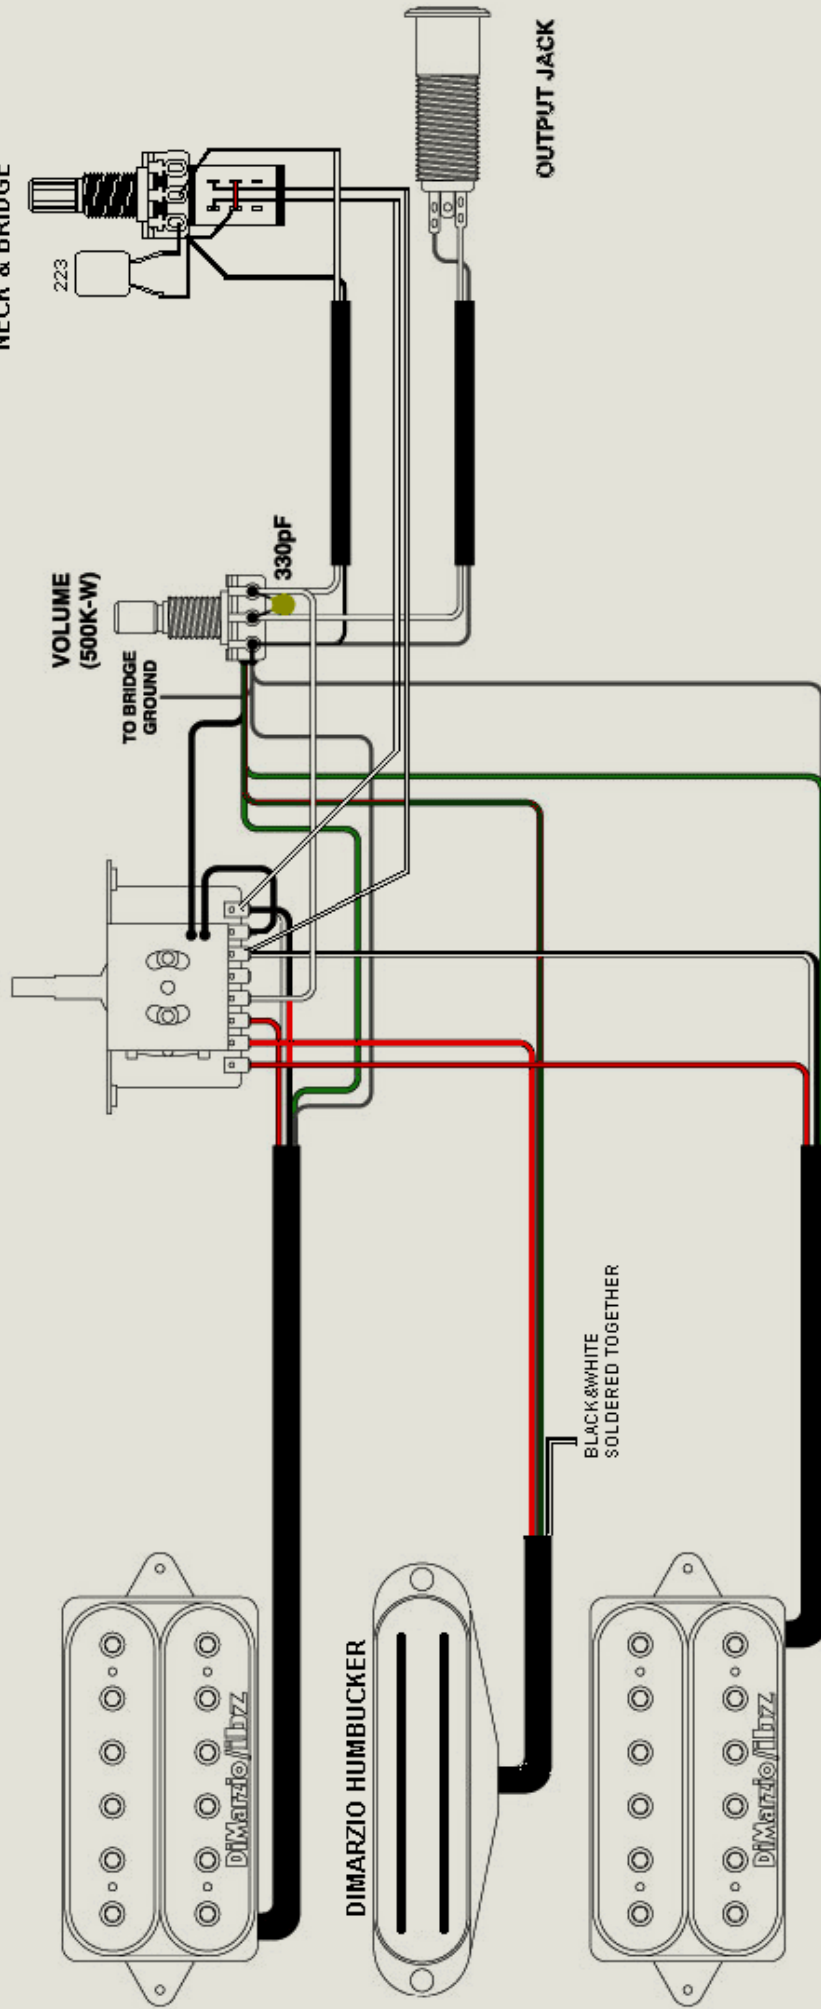 NECK & BRIDGE
223
OUTPUT JACK
VOLUME
(500K-W)
330pF
TO BRIDGE
GROUND
BLACK&WHITE
SOLDERED TOGETHER
DiMarzio/Ibz
DIMARZIO HUMBUCKER
DiMarzio/Ibz